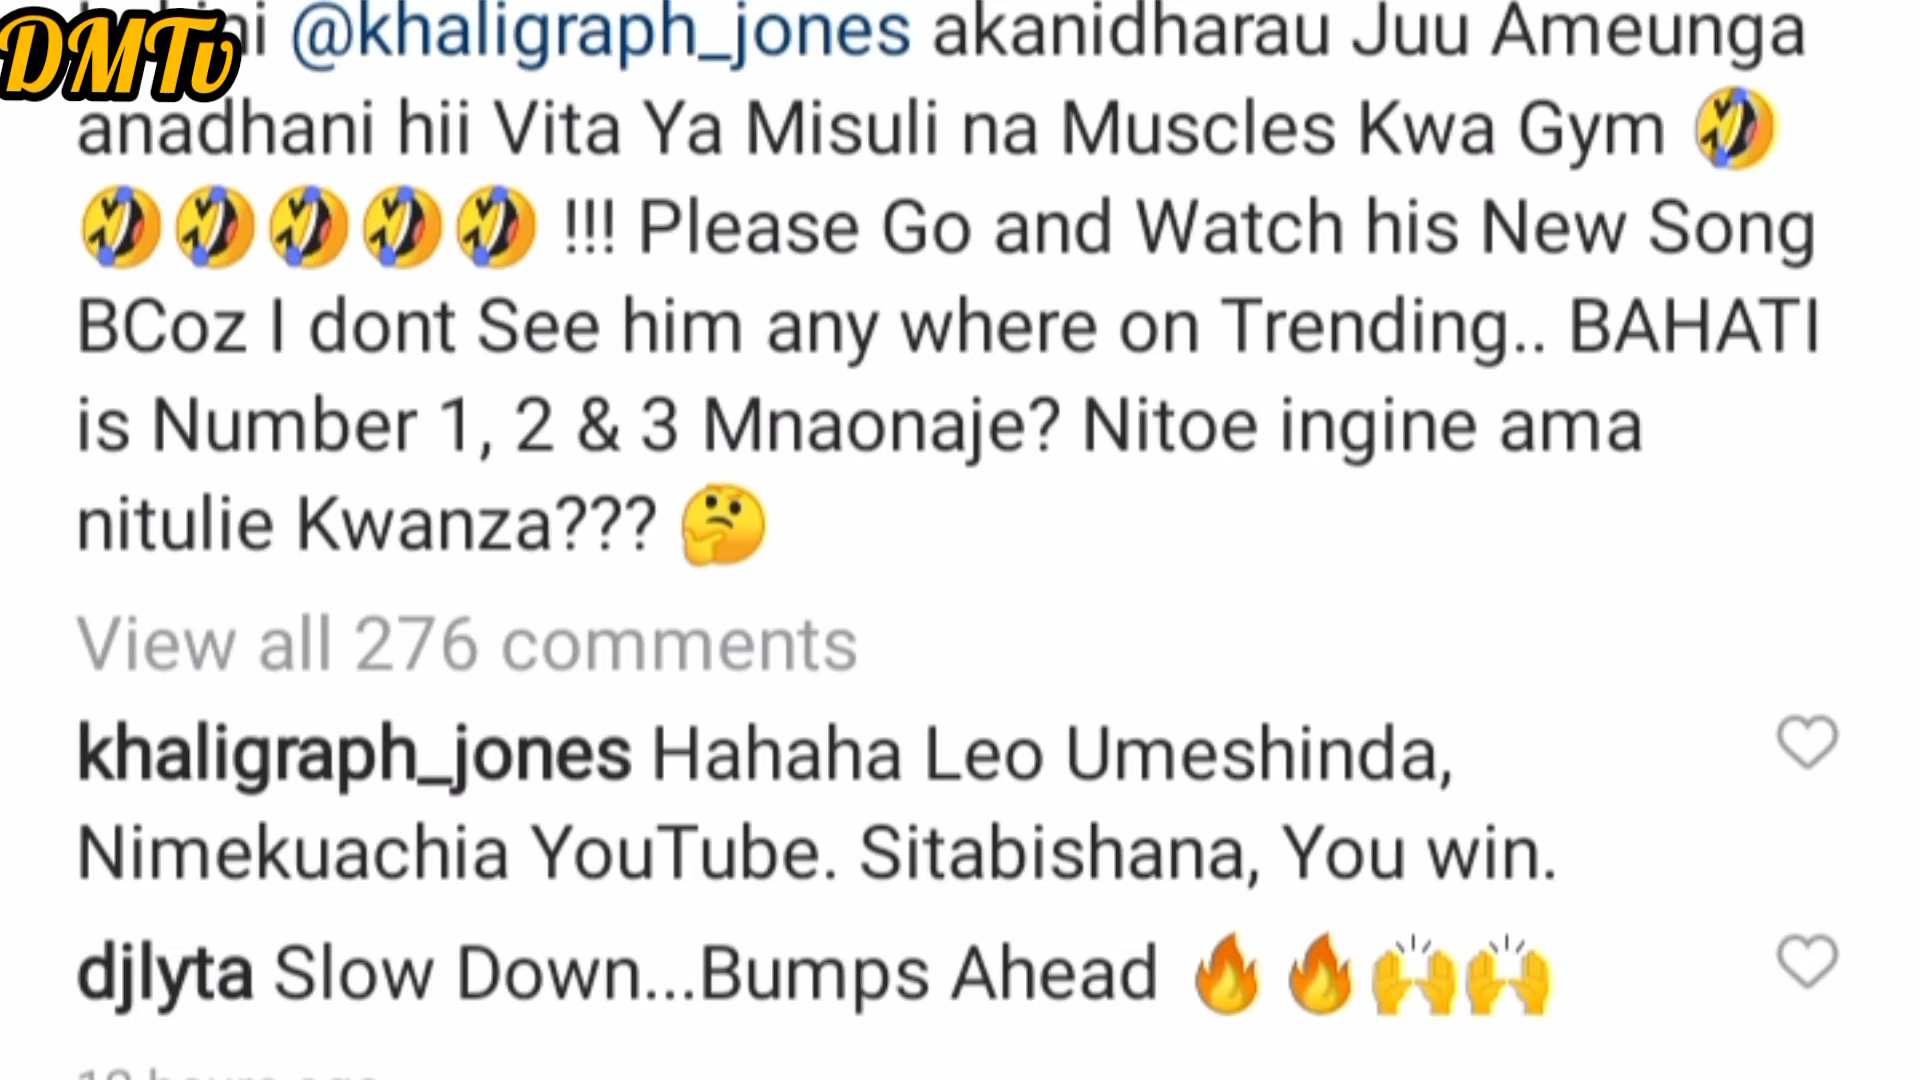 DMTv
@khaligraph_jones akanidharau Juu Ameunga
anadhani hii Vita Ya Misuli na Muscles Kwa Gym 🤣
🤣🤣🤣🤣🤣 !!! Please Go and Watch his New Song
BCoz I dont See him any where on Trending.. BAHATI
is Number 1, 2 & 3 Mnaonaje? Nitoe ingine ama
nitulie Kwanza??? 🤔
View all 276 comments
khaligraph_jones Hahaha Leo Umeshinda,
Nimekuachia YouTube. Sitabishana, You win.
djlyta Slow Down...Bumps Ahead 🔥🔥🙌🙌